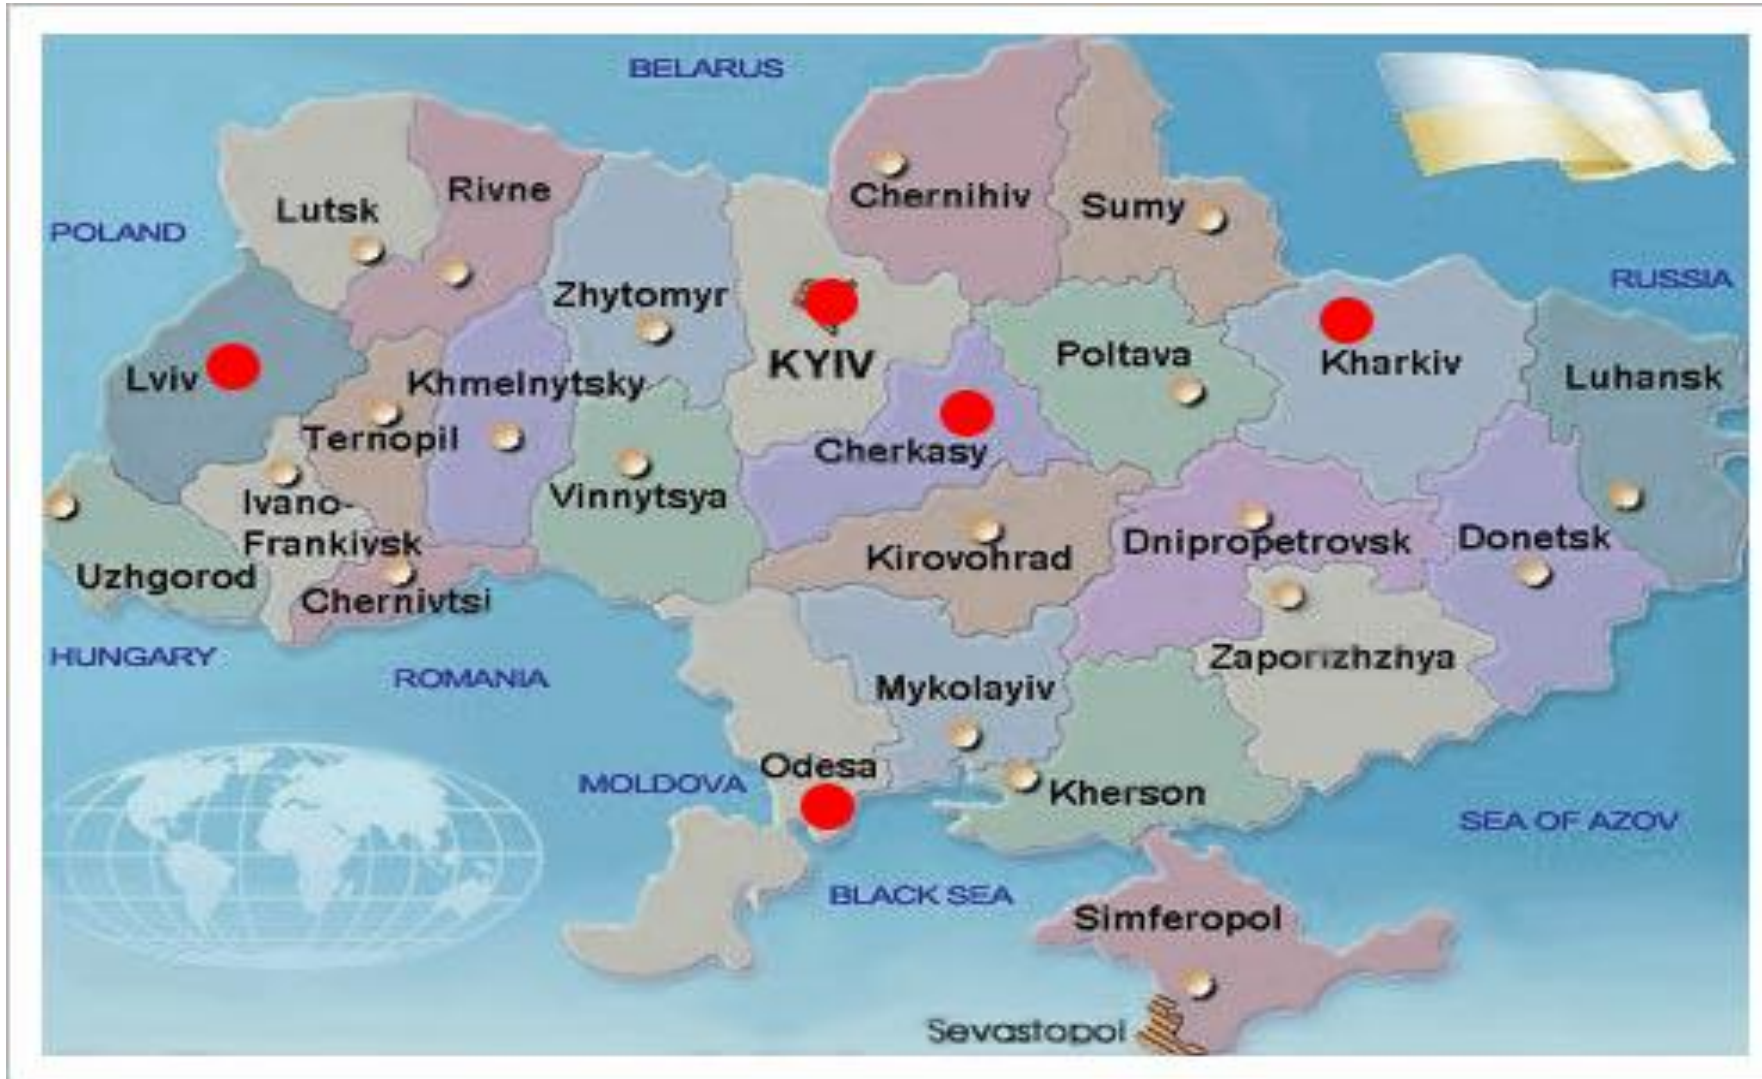 BELARUS
Chernihiv
Rivne
Sumy
Lutsk
POLAND
RUSSIA
Zhytomyr
Poltava
KYIV
Kharkiv
Luhansk
Lviv
Khmelnytsky
Ternopil
Cherkasy
Vinnytsya
Ivano-
Frankivsk
Kirovohrad
Dnipropetrovsk
Donetsk
Uzhgorod
Chernivtsi
HUNGARY
ROMANIA
Zaporizhzhya
Mykolayiv
Odesa
MOLDOVA
Kherson
SEA OF AZOV
BLACK SEA
Simferopol
Sevastopol